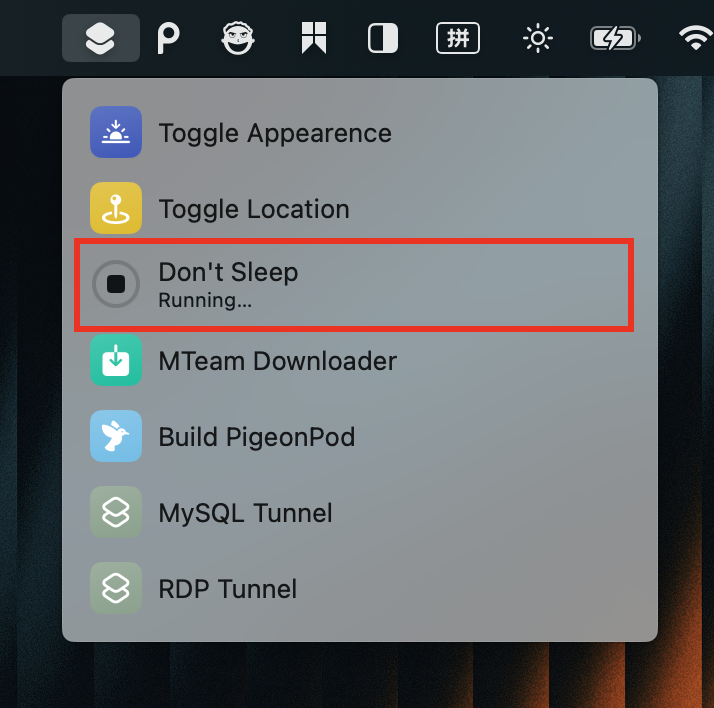 拼
Toggle Appearence
Toggle Location
Don't Sleep
Running...
MTeam Downloader
Build PigeonPod
MySQL Tunnel
RDP Tunnel